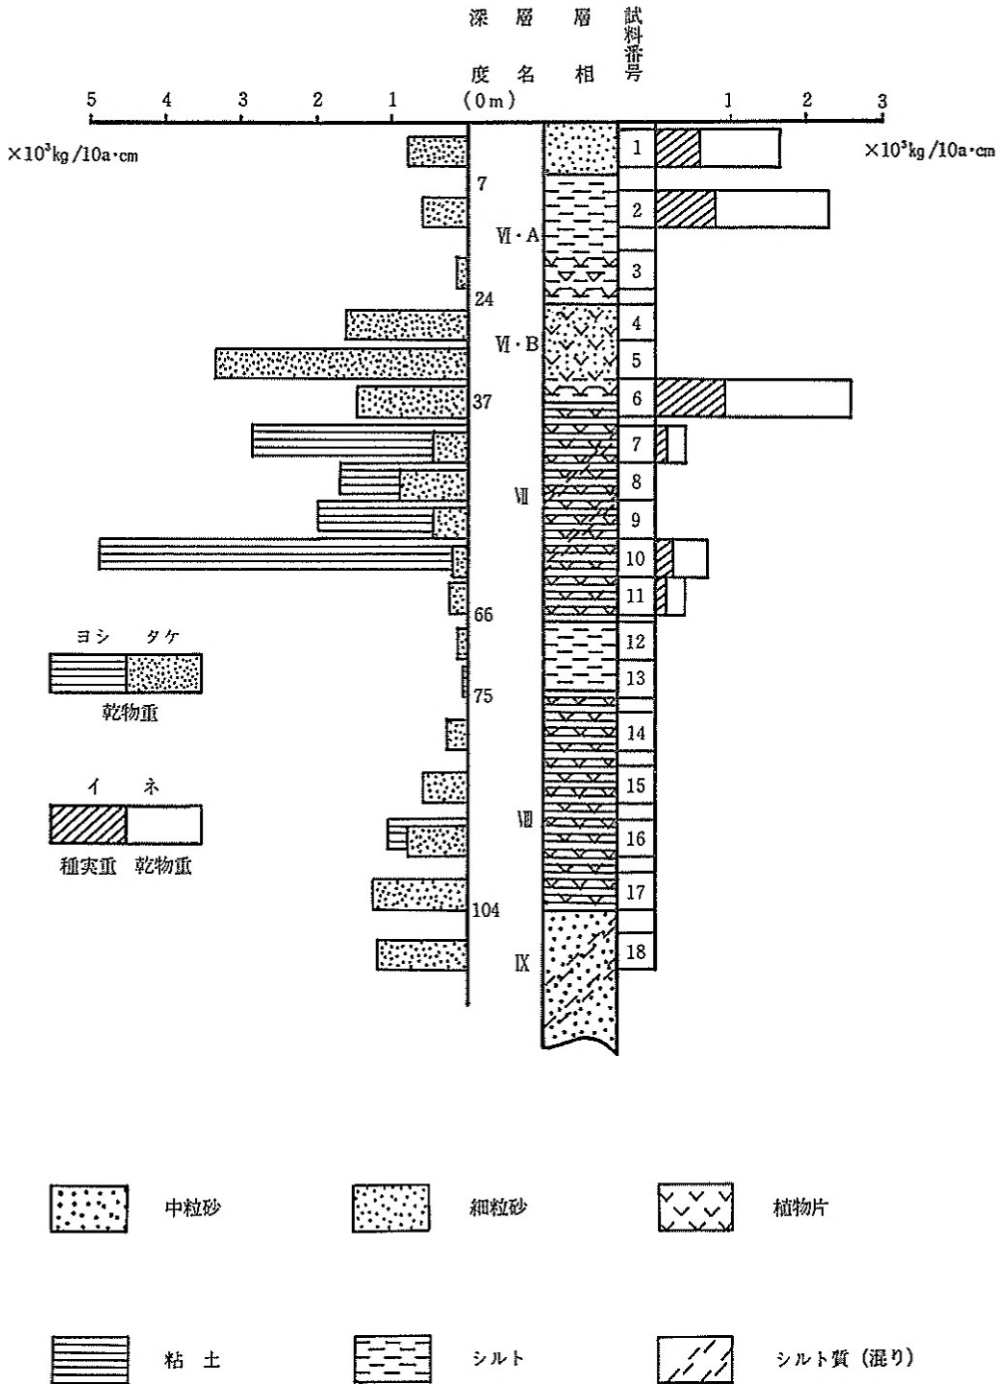 深度
層名
層相
試料番号
5 4 3 2 1 (0m) 1 2 3
×10³kg/10a·cm
×10³kg/10a·cm
1
7
2
Ⅵ・A
3
24
4
Ⅵ・B
5
6
37
7
8
Ⅶ
9
10
11
66
12
13
75
14
15
Ⅷ
16
17
104
18
Ⅸ
ヨシ タケ
乾物重
イネ
種実重 乾物重
中粒砂
細粒砂
植物片
粘土
シルト
シルト質(混り)